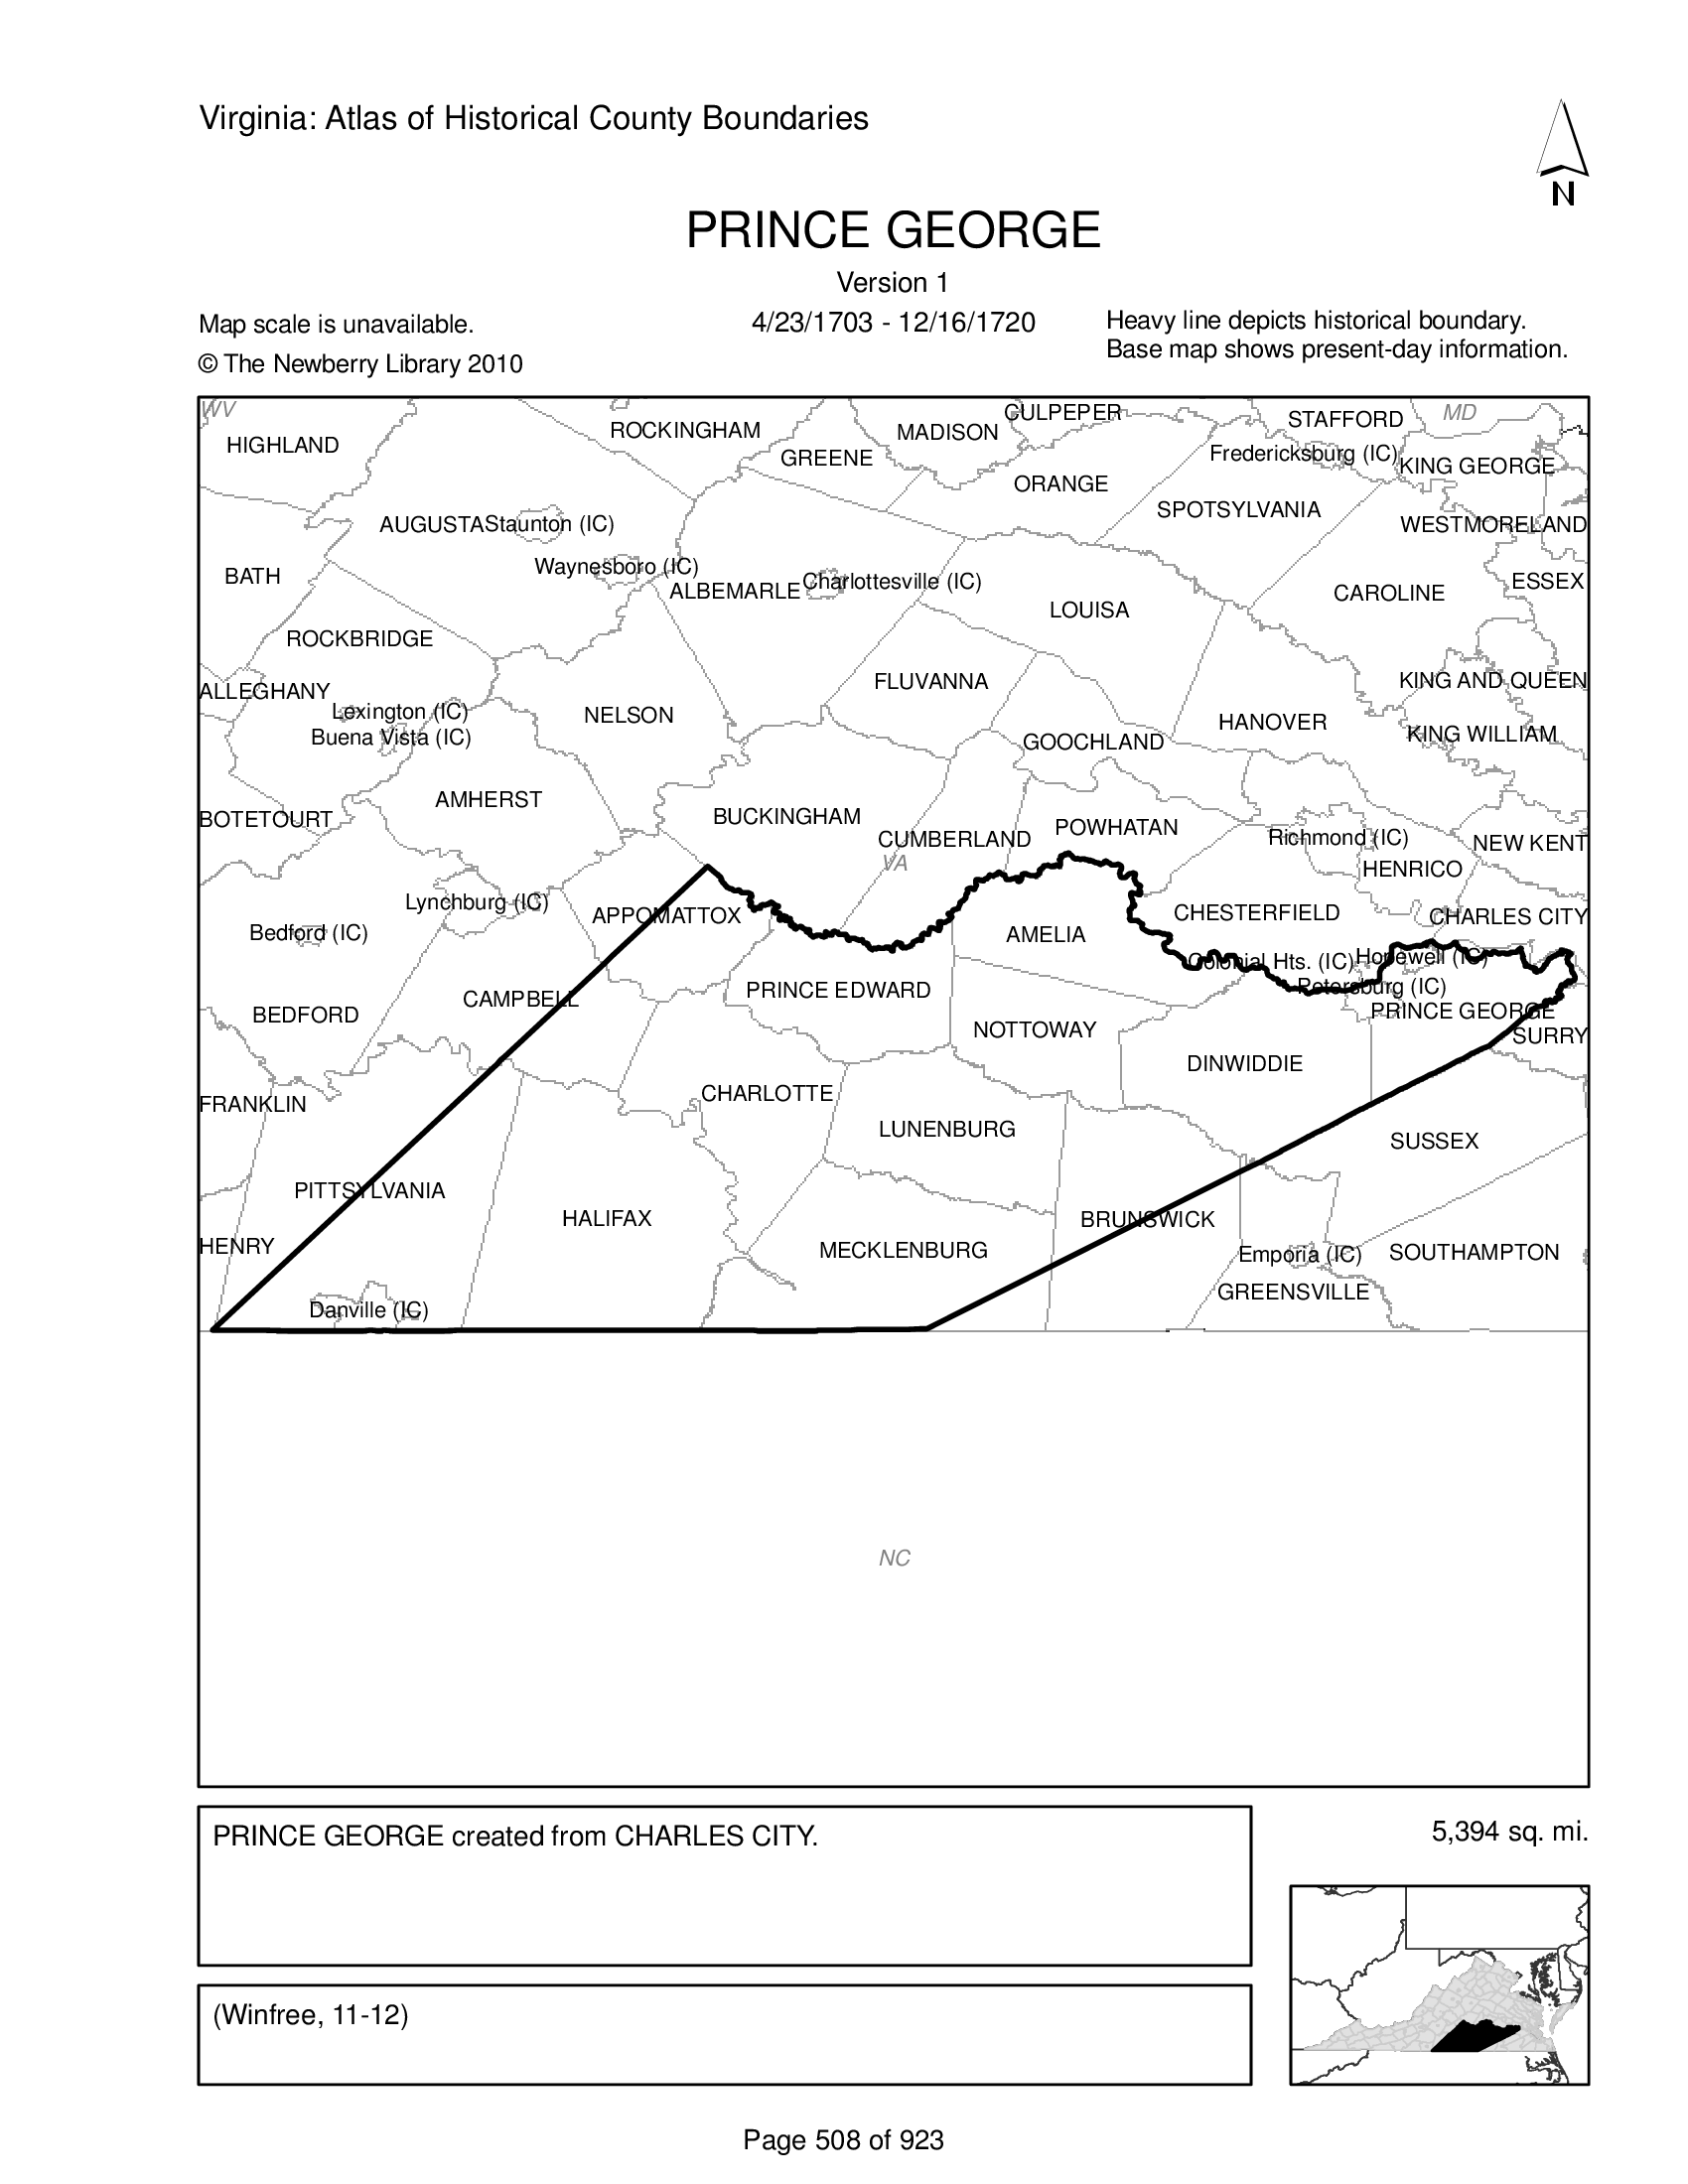 Virginia: Atlas of Historical County Boundaries
N
PRINCE GEORGE
Version 1
4/23/1703 - 12/16/1720
Map scale is unavailable.
© The Newberry Library 2010
Heavy line depicts historical boundary.
Base map shows present-day information.
WV
CULPEPER
STAFFORD
MD
HIGHLAND
ROCKINGHAM
MADISON
GREENE
Fredericksburg (IC)
KING GEORGE
ORANGE
SPOTSYLVANIA
AUGUSTA
Staunton (IC)
WESTMORELAND
Waynesboro (IC)
BATH
ALBEMARLE
Charlottesville (IC)
ESSEX
CAROLINE
LOUISA
ROCKBRIDGE
FLUVANNA
KING AND QUEEN
ALLEGHANY
Lexington (IC)
NELSON
HANOVER
Buena Vista (IC)
GOOCHLAND
KING WILLIAM
AMHERST
BOTETOURT
BUCKINGHAM
CUMBERLAND
POWHATAN
Richmond (IC)
NEW KENT
VA
HENRICO
Lynchburg (IC)
APPOMATTOX
CHESTERFIELD
CHARLES CITY
Bedford (IC)
AMELIA
Colonial Hts. (IC)
Hopewell (IC)
Petersburg (IC)
PRINCE EDWARD
CAMPBELL
BEDFORD
PRINCE GEORGE
NOTTOWAY
SURRY
DINWIDDIE
FRANKLIN
CHARLOTTE
LUNENBURG
SUSSEX
PITTSYLVANIA
HALIFAX
BRUNSWICK
HENRY
MECKLENBURG
Emporia (IC)
SOUTHAMPTON
GREENSVILLE
Danville (IC)
NC
PRINCE GEORGE created from CHARLES CITY.
5,394 sq. mi.
(Winfree, 11-12)
Page 508 of 923